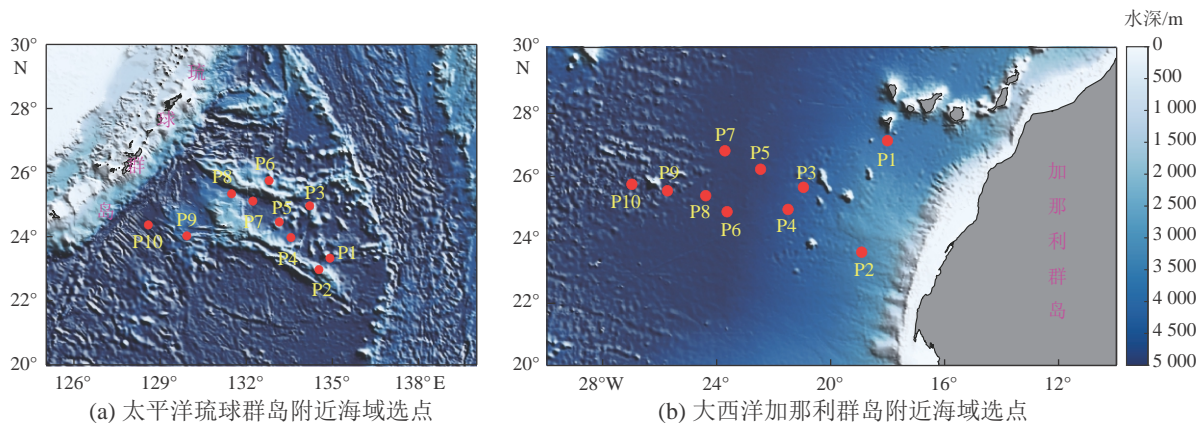 水深/m
30°
N
28°
26°
24°
22°
20°
126°
129°
132°
135°
138°E
琉
球
群
岛
P6
P8
P3
P7
P5
P9
P10
P4
P1
P2
(a) 太平洋琉球群岛附近海域选点
30°
N
28°
26°
24°
22°
20°
28°W
24°
20°
16°
12°
P7
P5
P3
P1
P9
P10
P8
P6
P4
P2
加
那
利
群
岛
(b) 大西洋加那利群岛附近海域选点
0
500
1 000
1 500
2 000
2 500
3 000
3 500
4 000
4 500
5 000